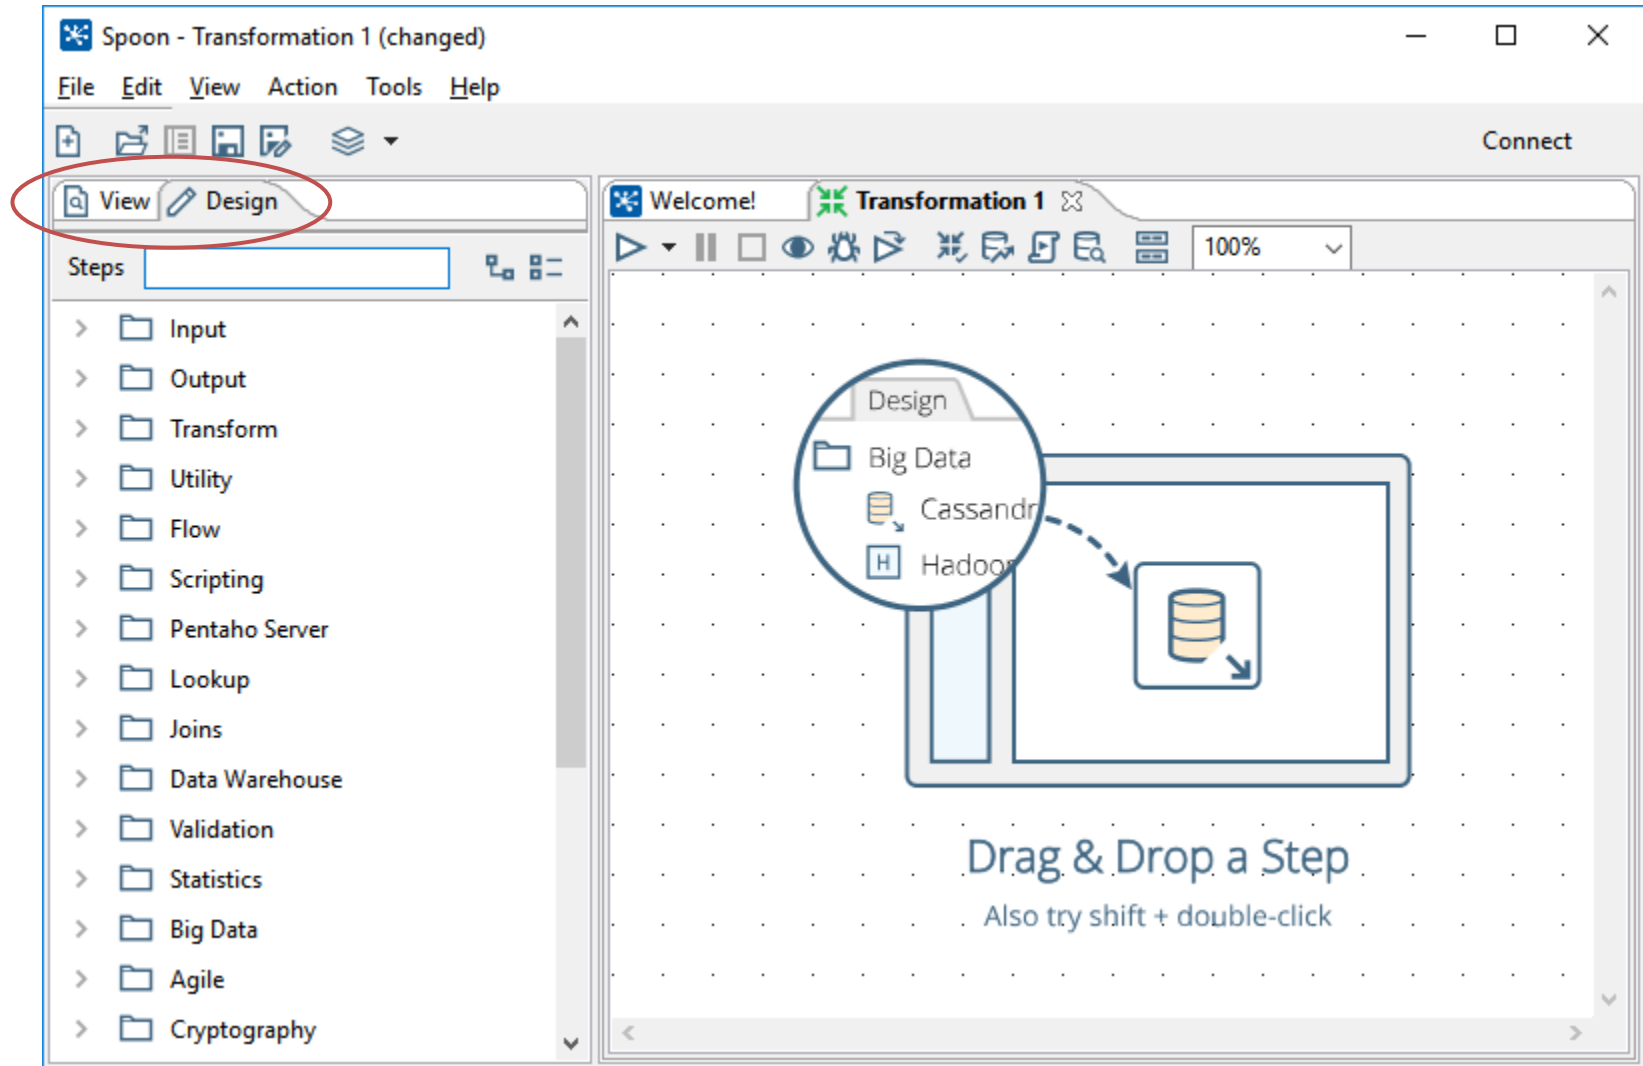 Spoon - Transformation 1 (changed)
File Edit View Action Tools Help
Connect
View Design
Welcome! Transformation 1
100%
Steps
Input
Output
Transform
Utility
Flow
Scripting
Pentaho Server
Lookup
Joins
Data Warehouse
Validation
Statistics
Big Data
Agile
Cryptography
Design
Big Data
Cassandr
H Hadoop
Drag & Drop a Step
Also try shift + double-click